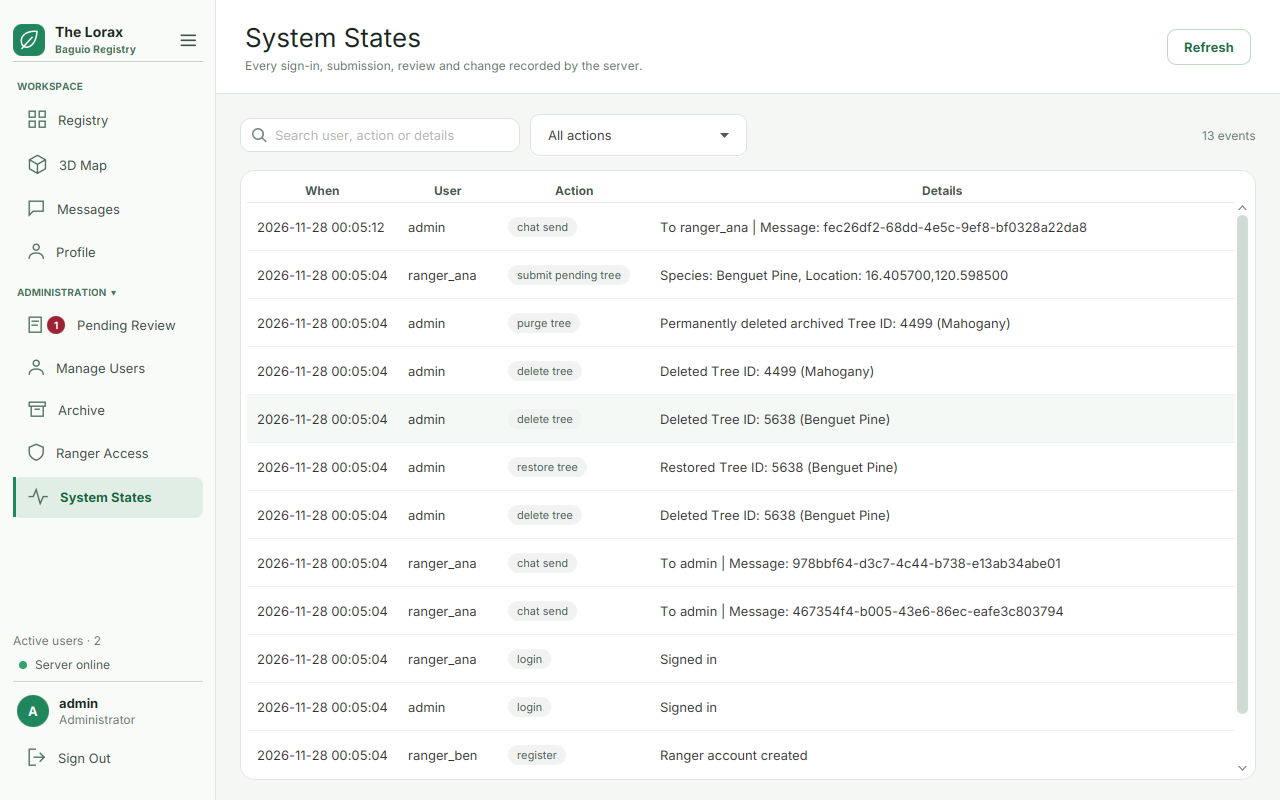 The Lorax
Baguio Registry
WORKSPACE
Registry
3D Map
Messages
Profile
ADMINISTRATION ▾
1 Pending Review
Manage Users
Archive
Ranger Access
System States
Active users · 2
Server online
A
admin
Administrator
Sign Out
System States
Every sign-in, submission, review and change recorded by the server.
Refresh
Search user, action or details
All actions
13 events
When User Action Details
2026-11-28 00:05:12 admin chat send To ranger_ana | Message: fec26df2-68dd-4e5c-9ef8-bf0328a22da8
2026-11-28 00:05:04 ranger_ana submit pending tree Species: Benguet Pine, Location: 16.405700,120.598500
2026-11-28 00:05:04 admin purge tree Permanently deleted archived Tree ID: 4499 (Mahogany)
2026-11-28 00:05:04 admin delete tree Deleted Tree ID: 4499 (Mahogany)
2026-11-28 00:05:04 admin delete tree Deleted Tree ID: 5638 (Benguet Pine)
2026-11-28 00:05:04 admin restore tree Restored Tree ID: 5638 (Benguet Pine)
2026-11-28 00:05:04 admin delete tree Deleted Tree ID: 5638 (Benguet Pine)
2026-11-28 00:05:04 ranger_ana chat send To admin | Message: 978bbf64-d3c7-4c44-b738-e13ab34abe01
2026-11-28 00:05:04 ranger_ana chat send To admin | Message: 467354f4-b005-43e6-86ec-eafe3c803794
2026-11-28 00:05:04 ranger_ana login Signed in
2026-11-28 00:05:04 admin login Signed in
2026-11-28 00:05:04 ranger_ben register Ranger account created